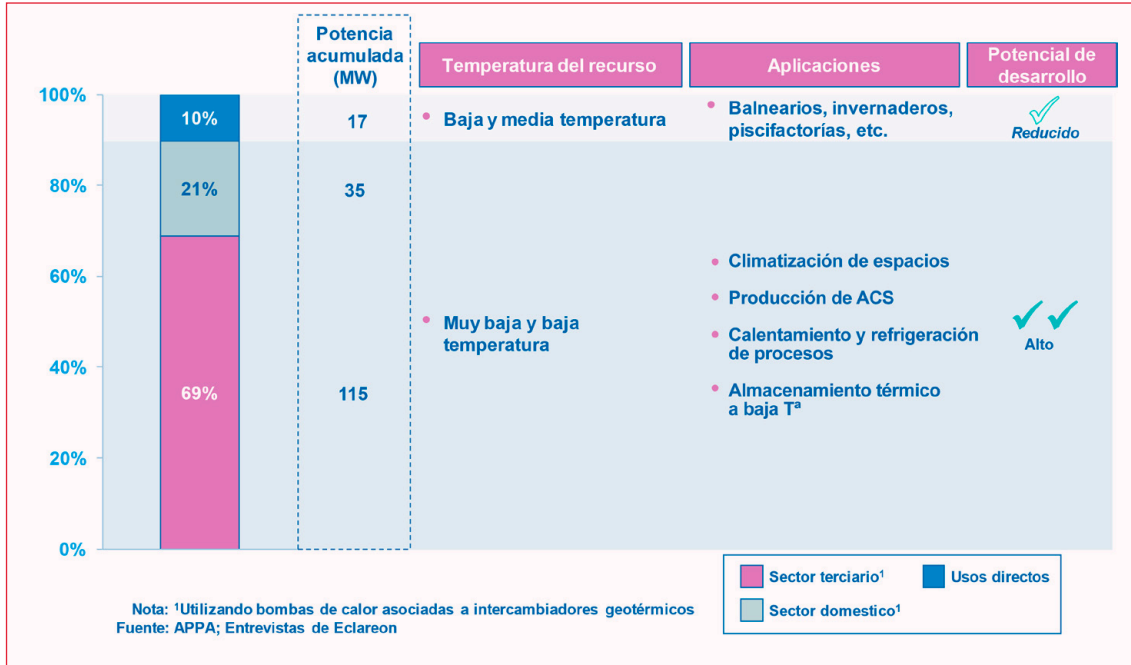 Potencia
acumulada
(MW)
Temperatura del recurso
Aplicaciones
Potencial de
desarrollo
100%
80%
60%
40%
20%
0%
10%
21%
69%
17
35
115
• Baja y media temperatura
• Muy baja y baja
temperatura
• Balnearios, invernaderos,
piscifactorías, etc.
• Climatización de espacios
• Producción de ACS
• Calentamiento y refrigeración
de procesos
• Almacenamiento térmico
a baja Tª
Reducido
Alto
Sector terciario¹
Usos directos
Sector domestico¹
Nota: ¹Utilizando bombas de calor asociadas a intercambiadores geotérmicos
Fuente: APPA; Entrevistas de Eclareon